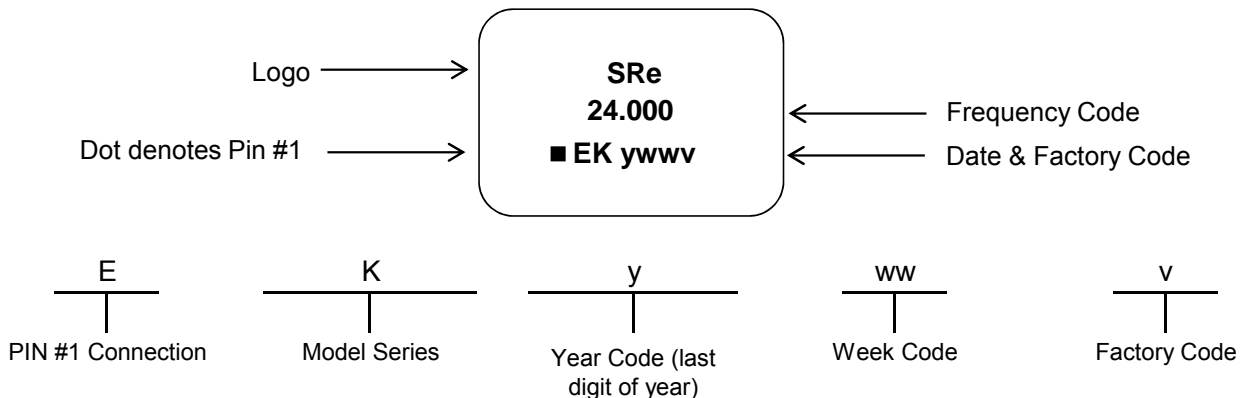 Logo
SRe
24.000
Frequency Code
Dot denotes Pin #1
■ EK ywwv
Date & Factory Code
E
K
y
ww
v
PIN #1 Connection
Model Series
Year Code (last
digit of year)
Week Code
Factory Code